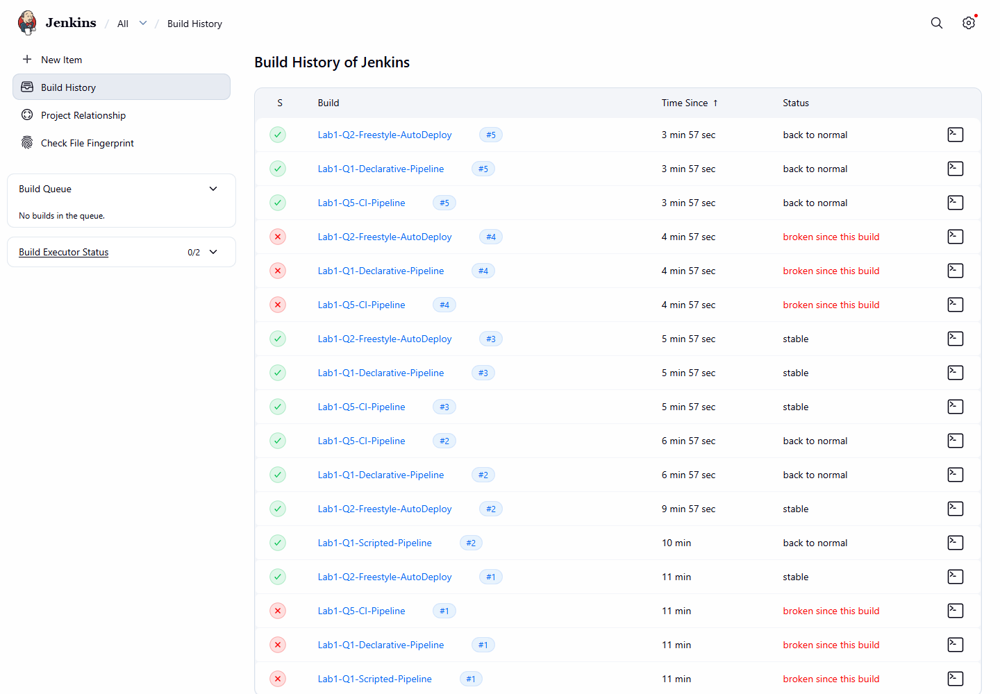 Jenkins / All / Build History
New Item
Build History
Project Relationship
Check File Fingerprint
Build Queue
No builds in the queue.
Build Executor Status 0/2
Build History of Jenkins
S Build Time Since ↑ Status
Lab1-Q2-Freestyle-AutoDeploy #5 3 min 57 sec back to normal
Lab1-Q1-Declarative-Pipeline #5 3 min 57 sec back to normal
Lab1-Q5-CI-Pipeline #5 3 min 57 sec back to normal
Lab1-Q2-Freestyle-AutoDeploy #4 4 min 57 sec broken since this build
Lab1-Q1-Declarative-Pipeline #4 4 min 57 sec broken since this build
Lab1-Q5-CI-Pipeline #4 4 min 57 sec broken since this build
Lab1-Q2-Freestyle-AutoDeploy #3 5 min 57 sec stable
Lab1-Q1-Declarative-Pipeline #3 5 min 57 sec stable
Lab1-Q5-CI-Pipeline #3 5 min 57 sec stable
Lab1-Q5-CI-Pipeline #2 6 min 57 sec back to normal
Lab1-Q1-Declarative-Pipeline #2 6 min 57 sec back to normal
Lab1-Q2-Freestyle-AutoDeploy #2 9 min 57 sec stable
Lab1-Q1-Scripted-Pipeline #2 10 min back to normal
Lab1-Q2-Freestyle-AutoDeploy #1 11 min stable
Lab1-Q5-CI-Pipeline #1 11 min broken since this build
Lab1-Q1-Declarative-Pipeline #1 11 min broken since this build
Lab1-Q1-Scripted-Pipeline #1 11 min broken since this build